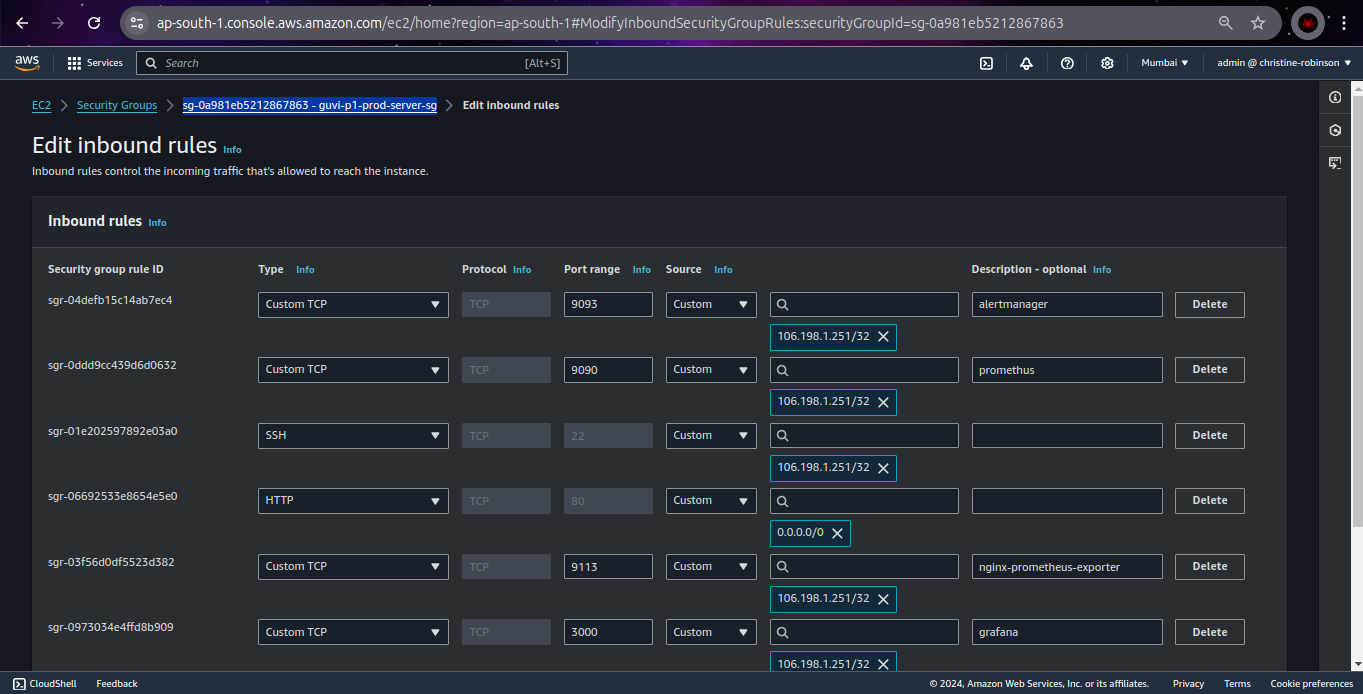 ap-south-1.console.aws.amazon.com/ec2/home?region=ap-south-1#ModifyInboundSecurityGroupRules:securityGroupId=sg-0a981eb5212867863
aws Services Search [Alt+S] Mumbai admin @ christine-robinson
EC2 Security Groups sg-0a981eb5212867863 - guvi-p1-prod-server-sg Edit inbound rules
Edit inbound rules Info
Inbound rules control the incoming traffic that's allowed to reach the instance.
Inbound rules Info
Security group rule ID Type Info Protocol Info Port range Info Source Info Description - optional Info
sgr-04defb15c14ab7ec4 Custom TCP TCP 9093 Custom alertmanager Delete
106.198.1.251/32
sgr-0ddd9cc439d6d0632 Custom TCP TCP 9090 Custom promethus Delete
106.198.1.251/32
sgr-01e202597892e03a0 SSH TCP 22 Custom Delete
106.198.1.251/32
sgr-06692533e8654e5e0 HTTP TCP 80 Custom Delete
0.0.0.0/0
sgr-03f56d0df5523d382 Custom TCP TCP 9113 Custom nginx-prometheus-exporter Delete
106.198.1.251/32
sgr-0973034e4ffd8b909 Custom TCP TCP 3000 Custom grafana Delete
106.198.1.251/32
CloudShell Feedback © 2024, Amazon Web Services, Inc. or its affiliates. Privacy Terms Cookie preferences